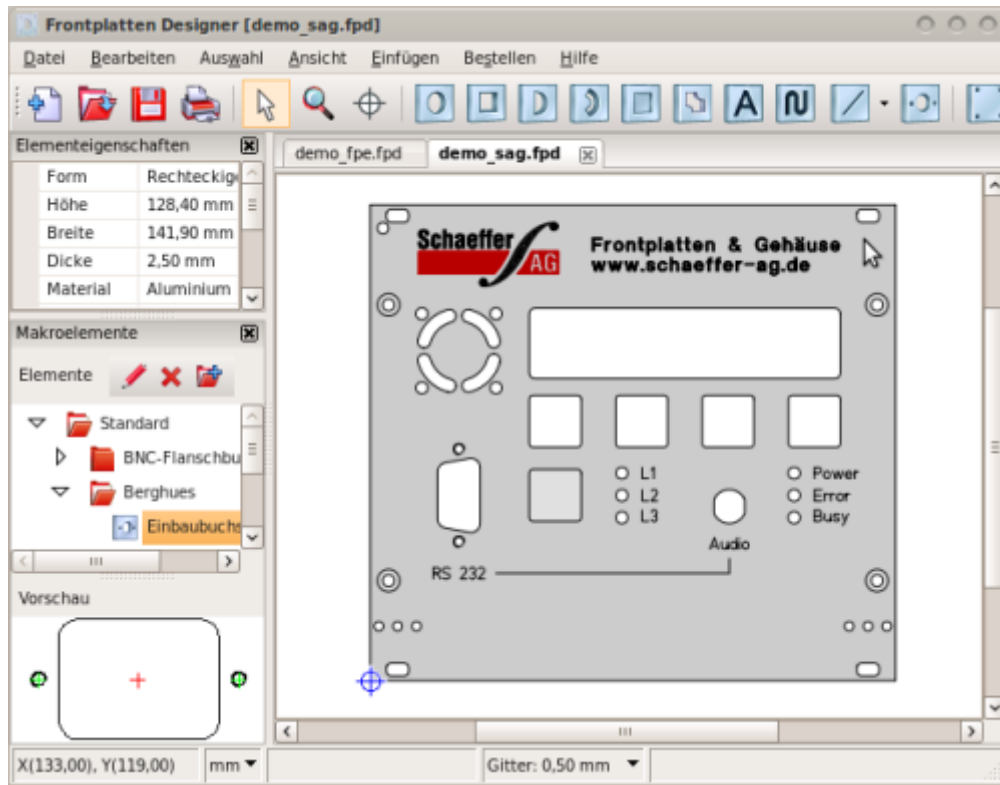 Frontplatten Designer [demo_sag.fpd]
Datei Bearbeiten Auswahl Ansicht Einfügen Bestellen Hilfe
A
Elementeigenschaften
demo_fpe.fpd demo_sag.fpd
Form Rechteckig
Höhe 128,40 mm
Breite 141,90 mm
Dicke 2,50 mm
Material Aluminium
Makroelemente
Elemente
Standard
BNC-Flanschbu
Berghues
Einbaubuchs
Vorschau
Schaeffer
AG
Frontplatten & Gehäuse
www.schaeffer-ag.de
L1
L2
L3
Power
Error
Busy
Audio
RS 232
X(133,00), Y(119,00) mm Gitter: 0,50 mm